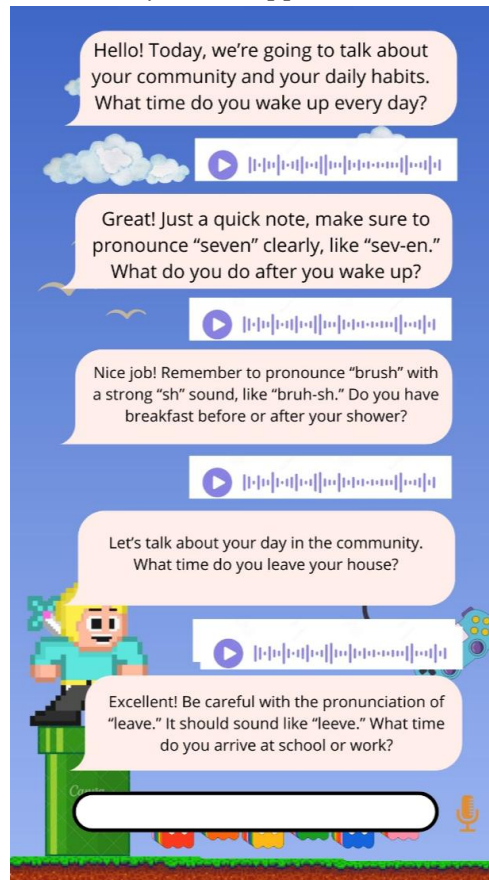 Hello! Today, we're going to talk about
your community and your daily habits.
What time do you wake up every day?
Great! Just a quick note, make sure to
pronounce “seven” clearly, like “sev-en.”
What do you do after you wake up?
Nice job! Remember to pronounce “brush” with
a strong “sh” sound, like “bruh-sh.” Do you have
breakfast before or after your shower?
Let's talk about your day in the community.
What time do you leave your house?
Excellent! Be careful with the pronunciation of
“leave.” It should sound like “leeve.” What time
do you arrive at school or work?
Canva